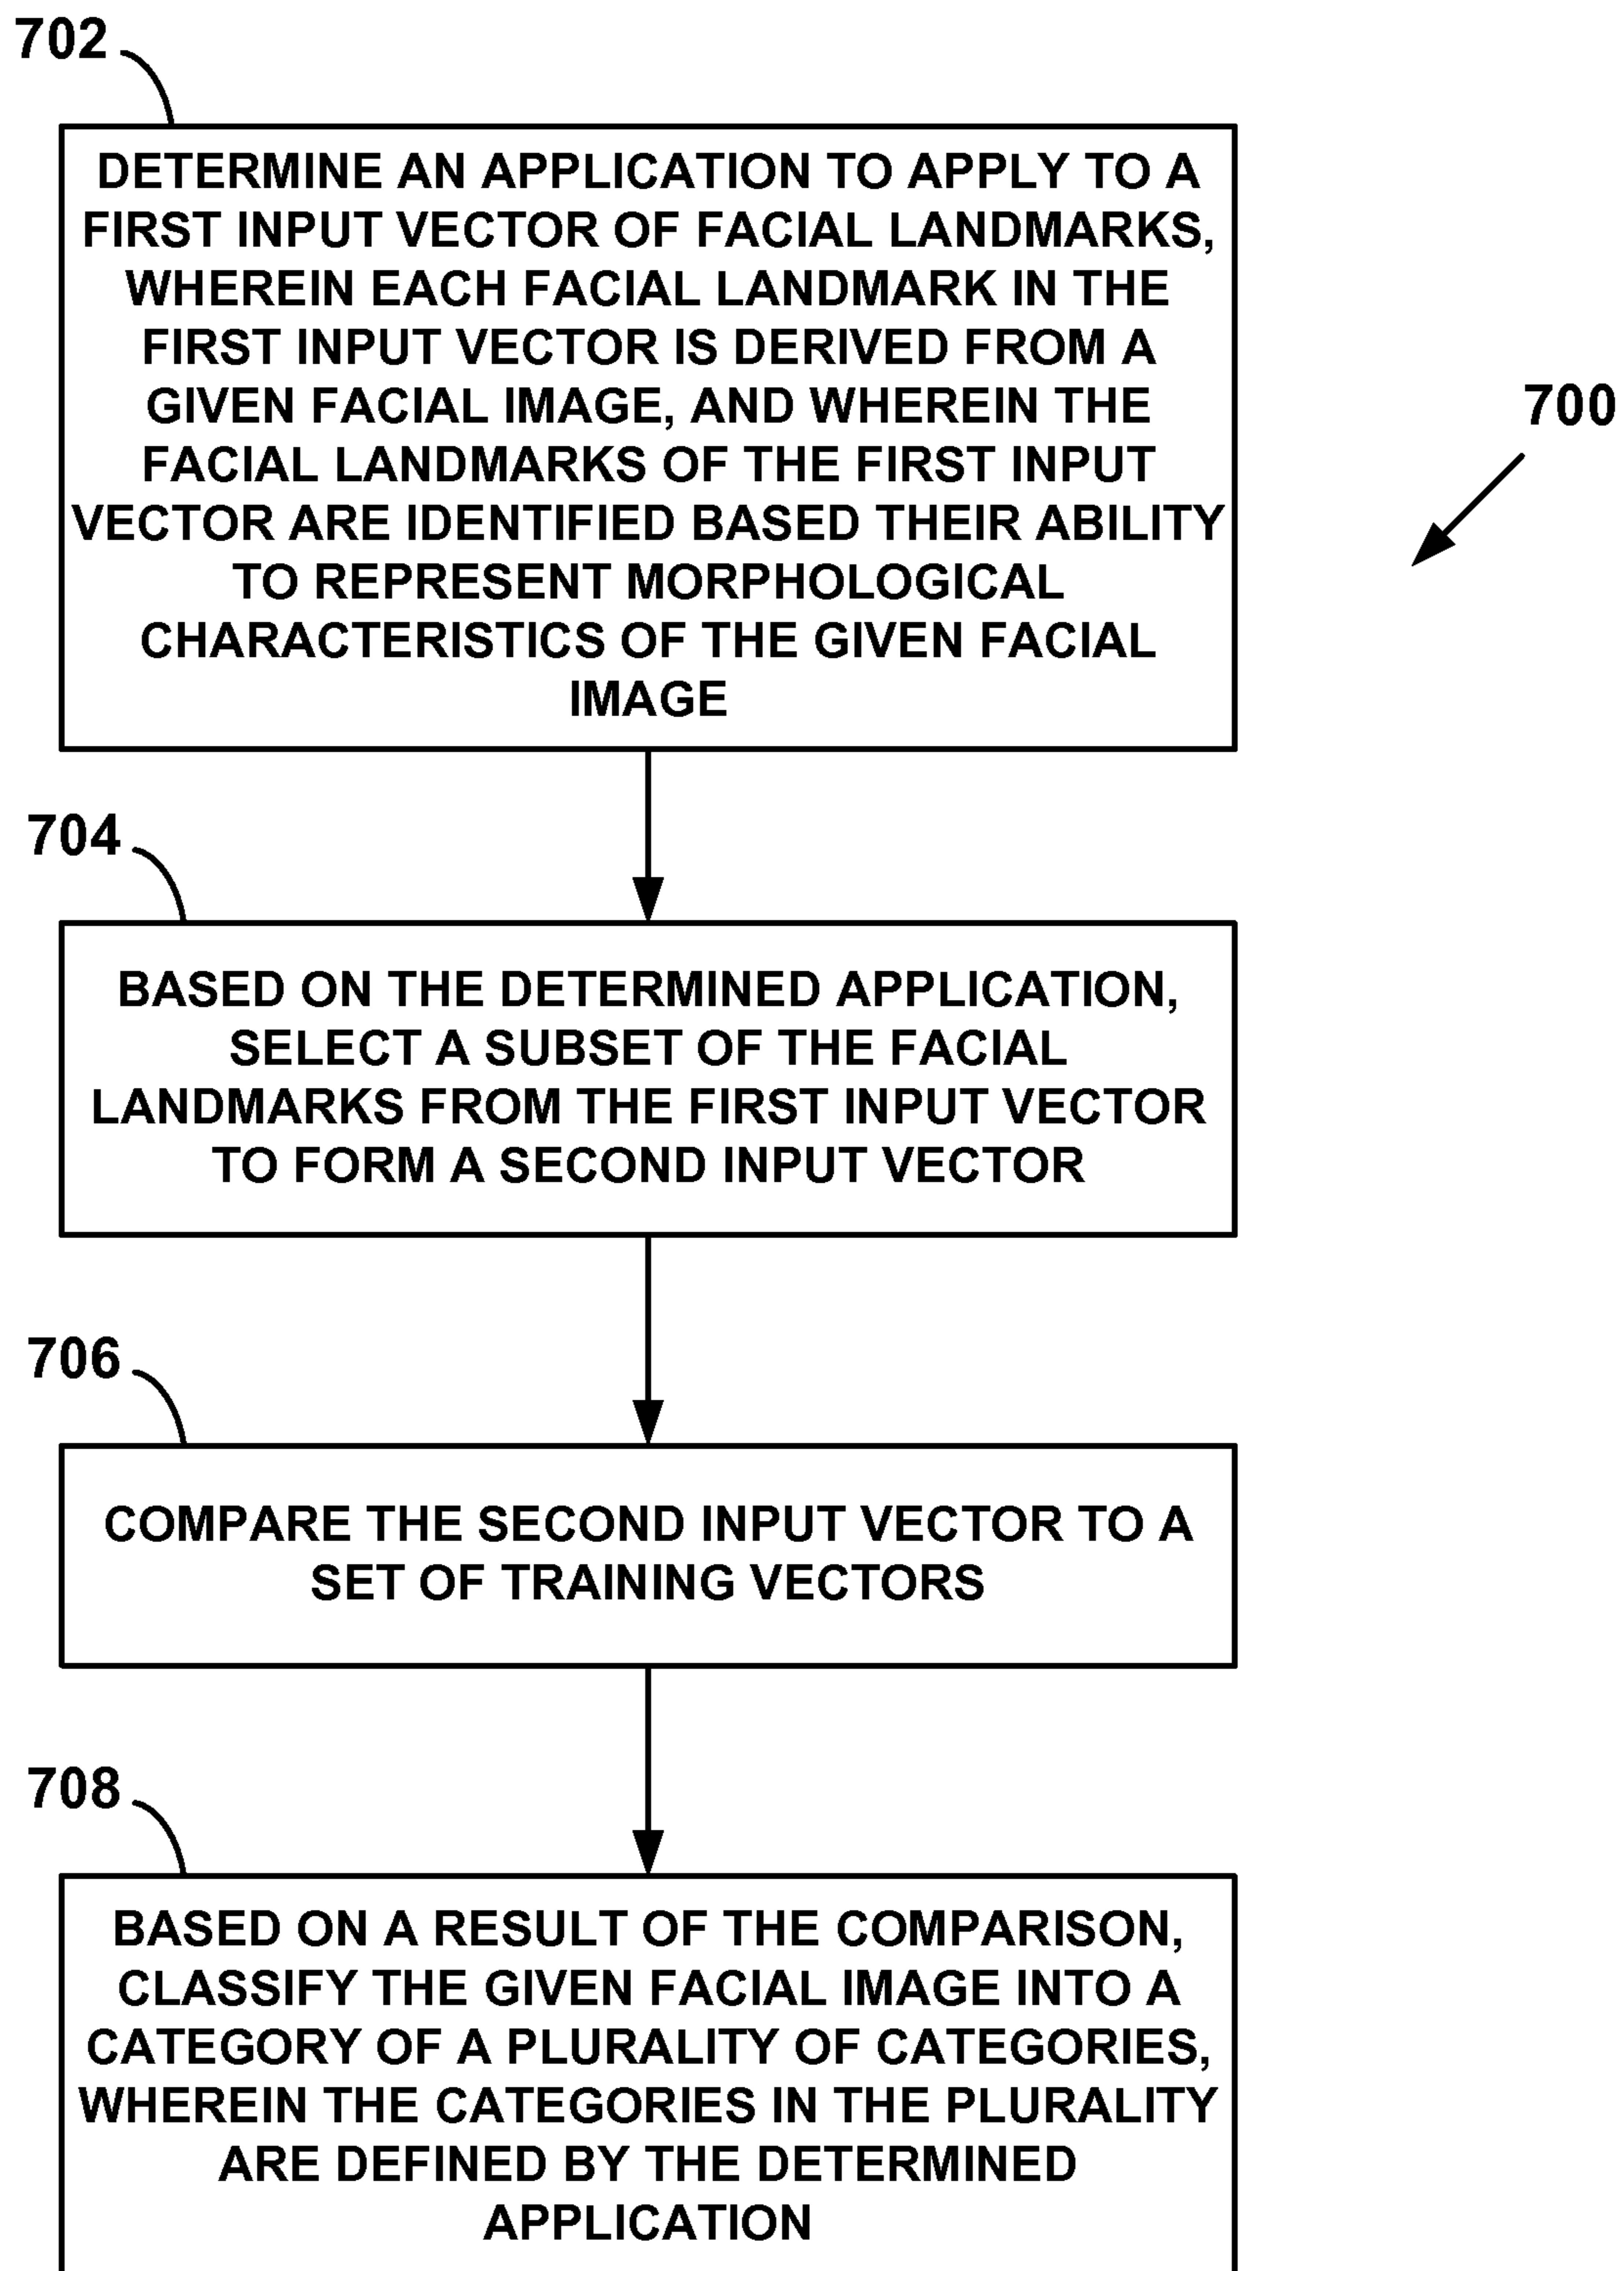 702
DETERMINE AN APPLICATION TO APPLY TO A
FIRST INPUT VECTOR OF FACIAL LANDMARKS,
WHEREIN EACH FACIAL LANDMARK IN THE
FIRST INPUT VECTOR IS DERIVED FROM A
GIVEN FACIAL IMAGE, AND WHEREIN THE
FACIAL LANDMARKS OF THE FIRST INPUT
VECTOR ARE IDENTIFIED BASED THEIR ABILITY
TO REPRESENT MORPHOLOGICAL
CHARACTERISTICS OF THE GIVEN FACIAL
IMAGE
700
704
BASED ON THE DETERMINED APPLICATION,
SELECT A SUBSET OF THE FACIAL
LANDMARKS FROM THE FIRST INPUT VECTOR
TO FORM A SECOND INPUT VECTOR
706
COMPARE THE SECOND INPUT VECTOR TO A
SET OF TRAINING VECTORS
708
BASED ON A RESULT OF THE COMPARISON,
CLASSIFY THE GIVEN FACIAL IMAGE INTO A
CATEGORY OF A PLURALITY OF CATEGORIES,
WHEREIN THE CATEGORIES IN THE PLURALITY
ARE DEFINED BY THE DETERMINED
APPLICATION